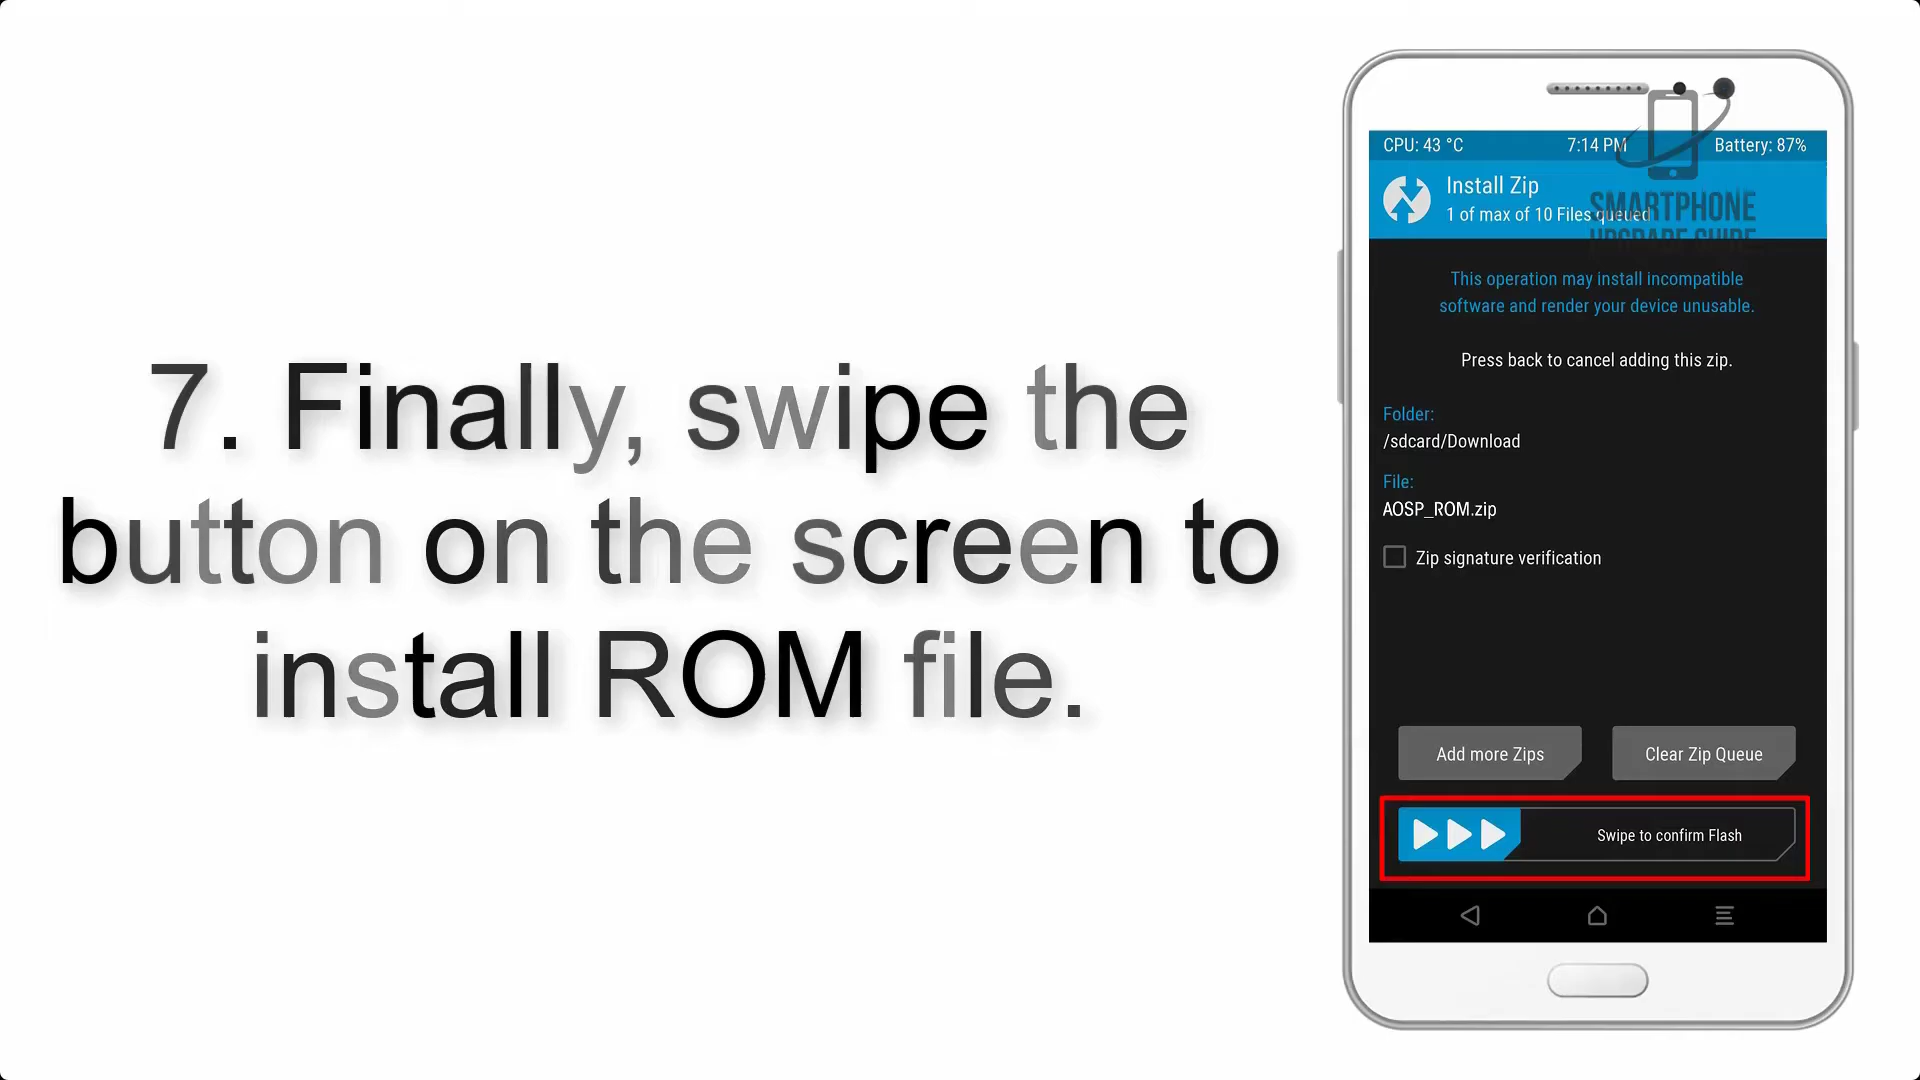 7. Finally, swipe the
button on the screen to
install ROM file.
CPU: 43 °C 7:14 PM Battery: 87%
Install Zip
1 of max of 10 Files queued
SMARTPHONE
UPGRADE GUIDE
This operation may install incompatible
software and render your device unusable.
Press back to cancel adding this zip.
Folder:
/sdcard/Download
File:
AOSP_ROM.zip
Zip signature verification
Add more Zips Clear Zip Queue
Swipe to confirm Flash